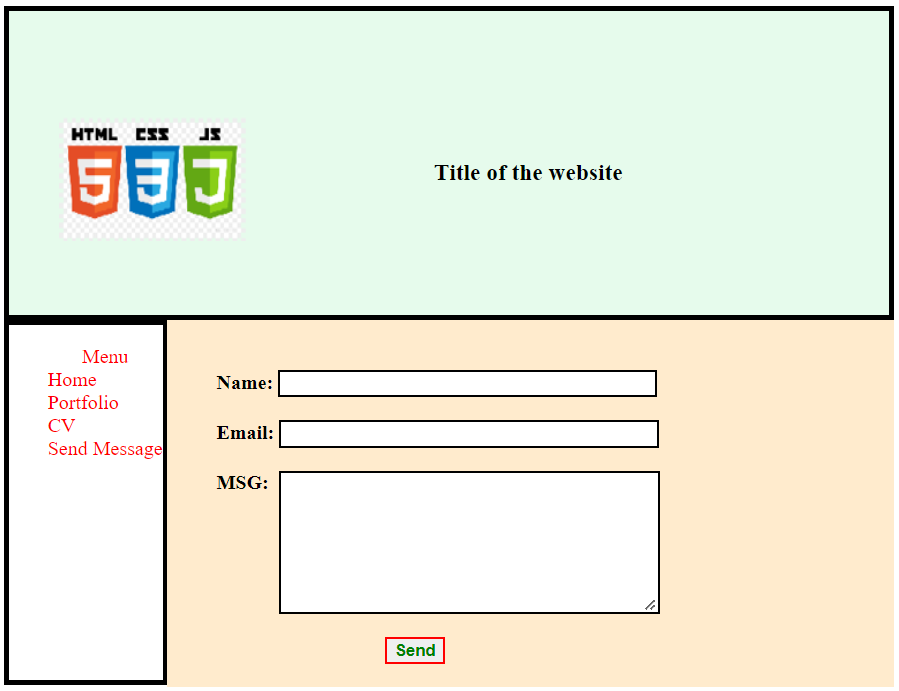 HTML CSS JS
5 3 J
Title of the website
Menu
Home
Portfolio
CV
Send Message
Name:
Email:
MSG:
Send